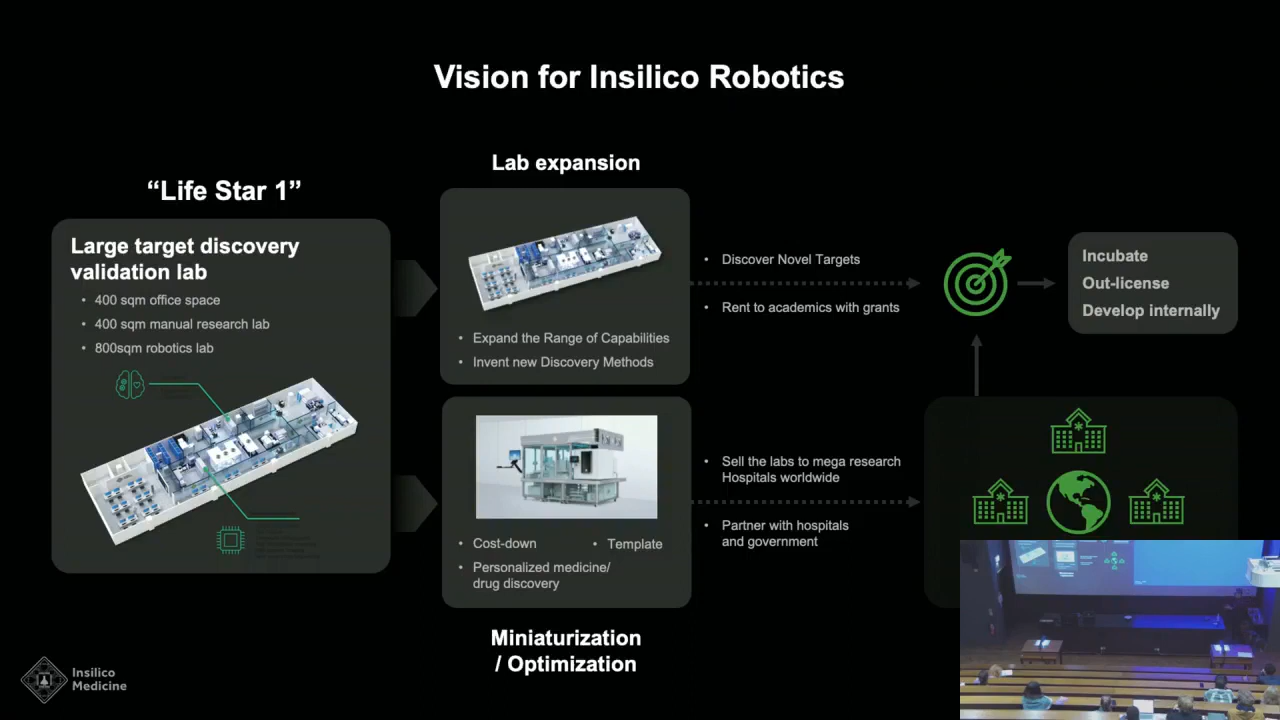 Vision for Insilico Robotics
“Life Star 1”
Large target discovery
validation lab
• 400 sqm office space
• 400 sqm manual research lab
• 800sqm robotics lab
Lab expansion
• Expand the Range of Capabilities
• Invent new Discovery Methods
• Discover Novel Targets
• Rent to academics with grants
Incubate
Out-license
Develop internally
• Cost-down
• Template
• Personalized medicine/
drug discovery
Miniaturization
/ Optimization
• Sell the labs to mega research
Hospitals worldwide
• Partner with hospitals
and government
Insilico
Medicine